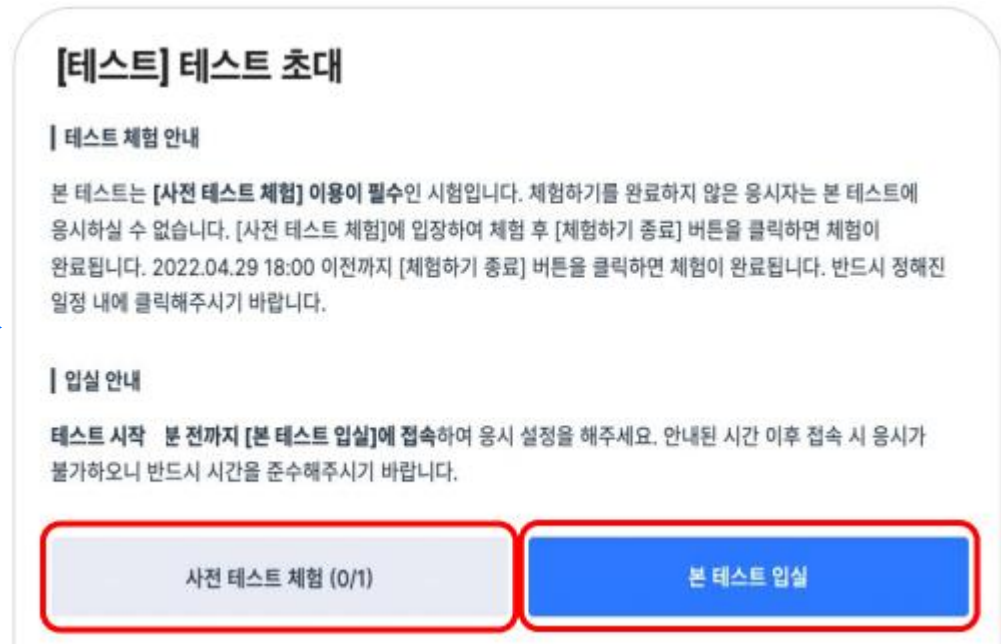 [테스트] 테스트 초대
테스트 체험 안내
본 테스트는 [사전 테스트 체험] 이용이 필수인 시험입니다. 체험하기를 완료하지 않은 응시자는 본 테스트에
응시하실 수 없습니다. [사전 테스트 체험]에 입장하여 체험 후 [체험하기 종료] 버튼을 클릭하면 체험이
완료됩니다. 2022.04.29 18:00 이전까지 [체험하기 종료] 버튼을 클릭하면 체험이 완료됩니다. 반드시 정해진
일정 내에 클릭해주시기 바랍니다.
입실 안내
테스트 시작 분 전까지 [본 테스트 입실]에 접속하여 응시 설정을 해주세요. 안내된 시간 이후 접속 시 응시가
불가하오니 반드시 시간을 준수해주시기 바랍니다.
사전 테스트 체험 (0/1)
본 테스트 입실